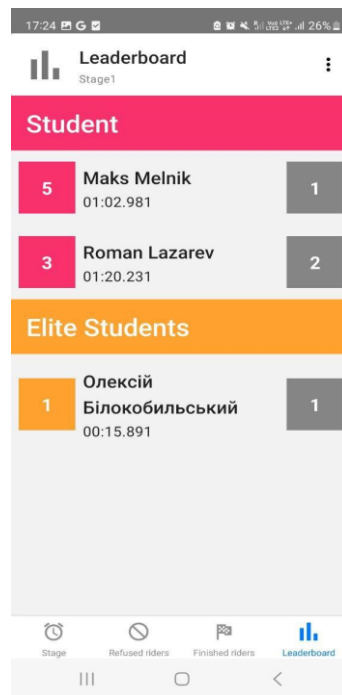 17:24
26%
Leaderboard
Stage1
Student
5
Maks Melnik
01:02.981
1
3
Roman Lazarev
01:20.231
2
Elite Students
1
Олексій
Білокобильський
00:15.891
1
Stage
Refused riders
Finished riders
Leaderboard